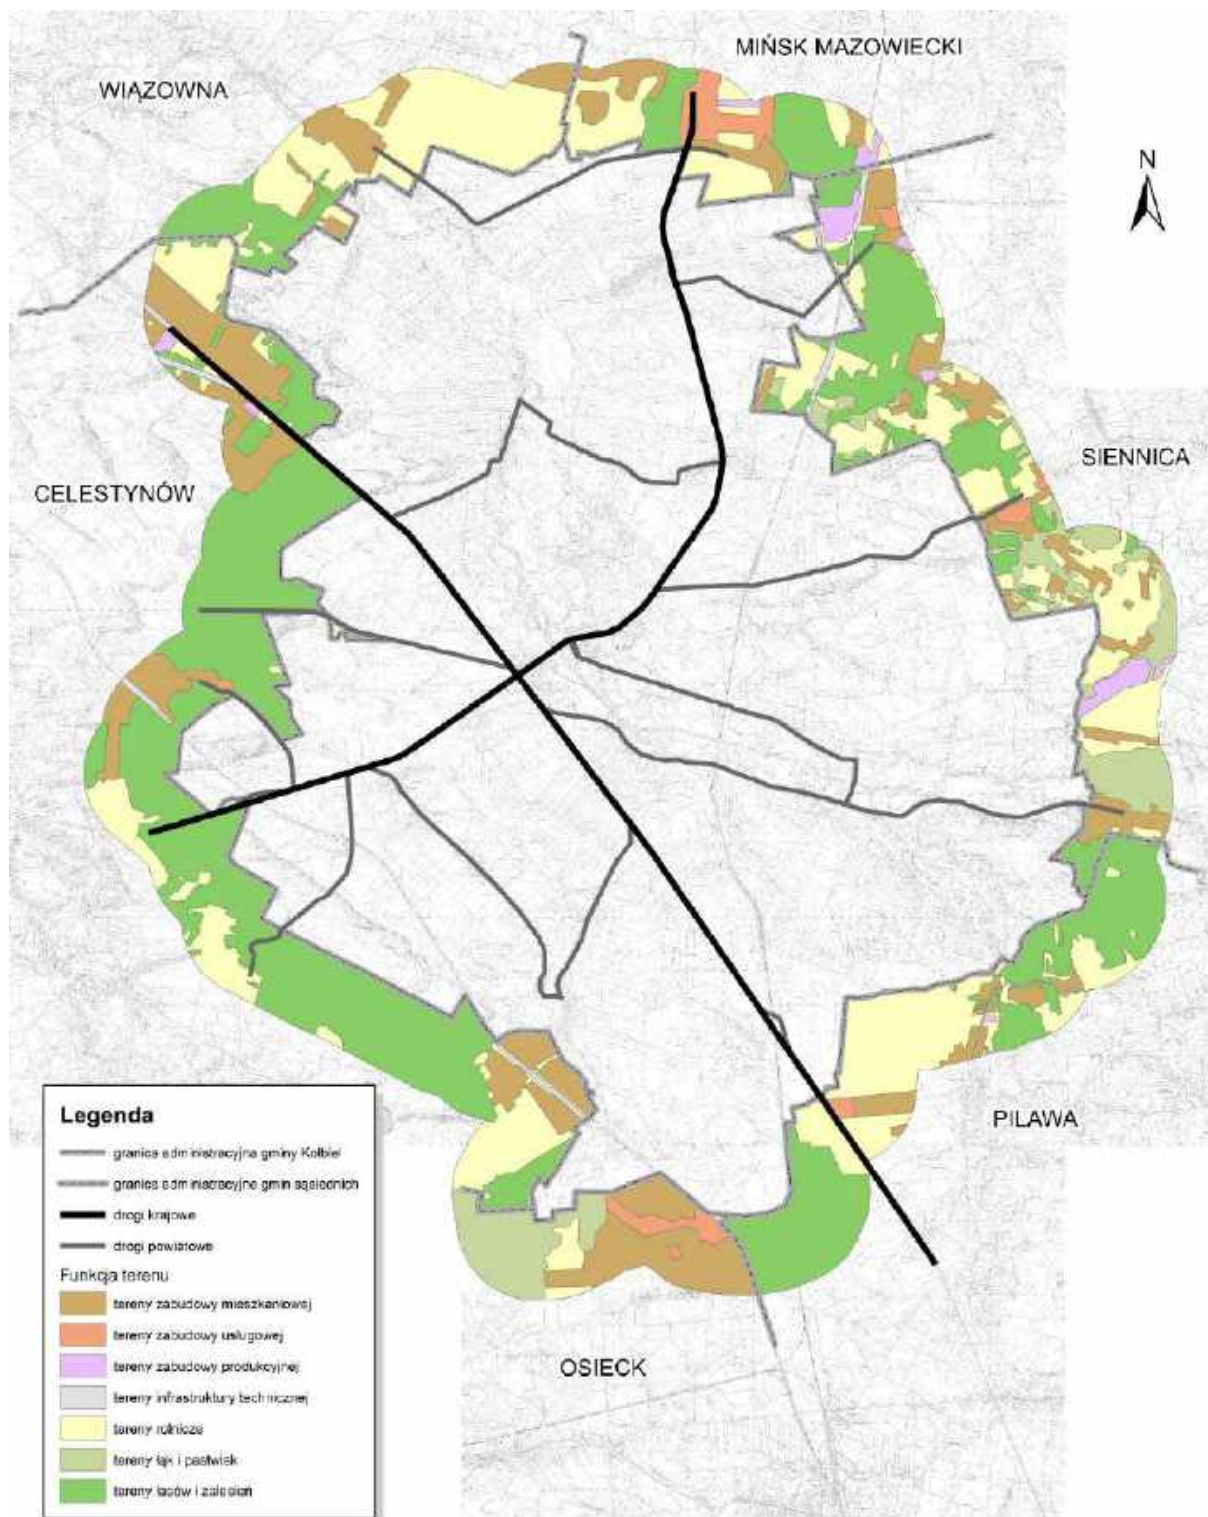 MIŃSK MAZOWIECKI
WIĄZOWNA
N
SIENNICA
CELESTYNÓW
PILAWA
OSIECK
Legenda
granica administracyjna gminy Kołbiel
granica administracyjne gmin sąsiednich
drogi krajowe
drogi powiatowe
Funkcja terenu
tereny zabudowy mieszkaniowej
tereny zabudowy usługowej
tereny zabudowy produkcyjnej
tereny infrastruktury technicznej
tereny rolnicze
tereny łąk i pastwisk
tereny lasów i zalesień